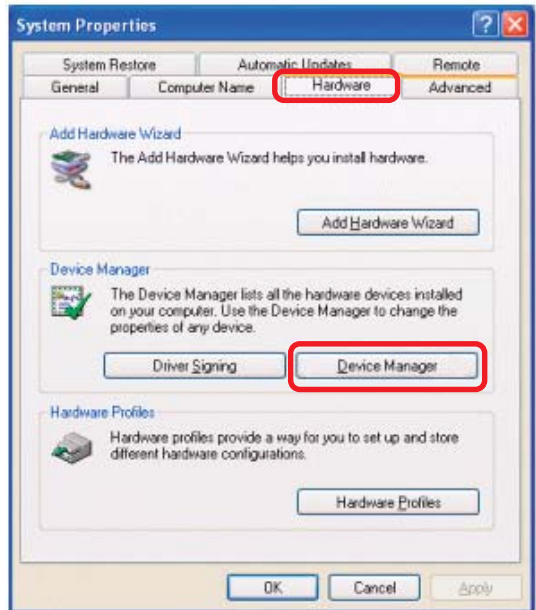 System Properties
System Restore Automatic Updates Remote
General Computer Name Hardware Advanced
Add Hardware Wizard
The Add Hardware Wizard helps you install hardware.
Add Hardware Wizard
Device Manager
The Device Manager lists all the hardware devices installed
on your computer. Use the Device Manager to change the
properties of any device.
Driver Signing Device Manager
Hardware Profiles
Hardware profiles provide a way for you to set up and store
different hardware configurations.
Hardware Profiles
OK Cancel Apply